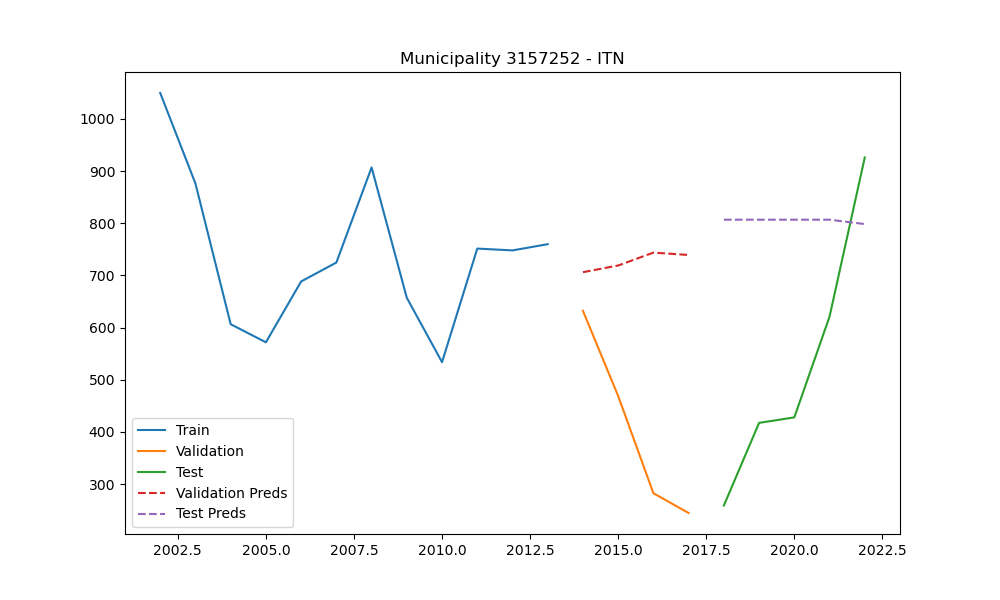 Municipality 3157252 - ITN
1000
900
800
700
600
500
400
300
Train
Validation
Test
Validation Preds
Test Preds
2002.5 2005.0 2007.5 2010.0 2012.5 2015.0 2017.5 2020.0 2022.5